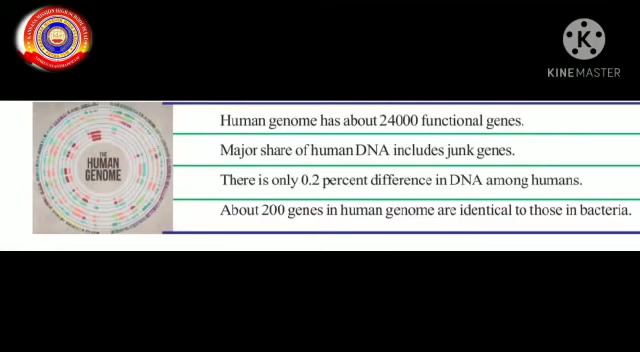 KINEMASTER
Human genome has about 24000 functional genes.
Major share of human DNA includes junk genes.
There is only 0.2 percent difference in DNA among humans.
About 200 genes in human genome are identical to those in bacteria.
THE
HUMAN
GENOME